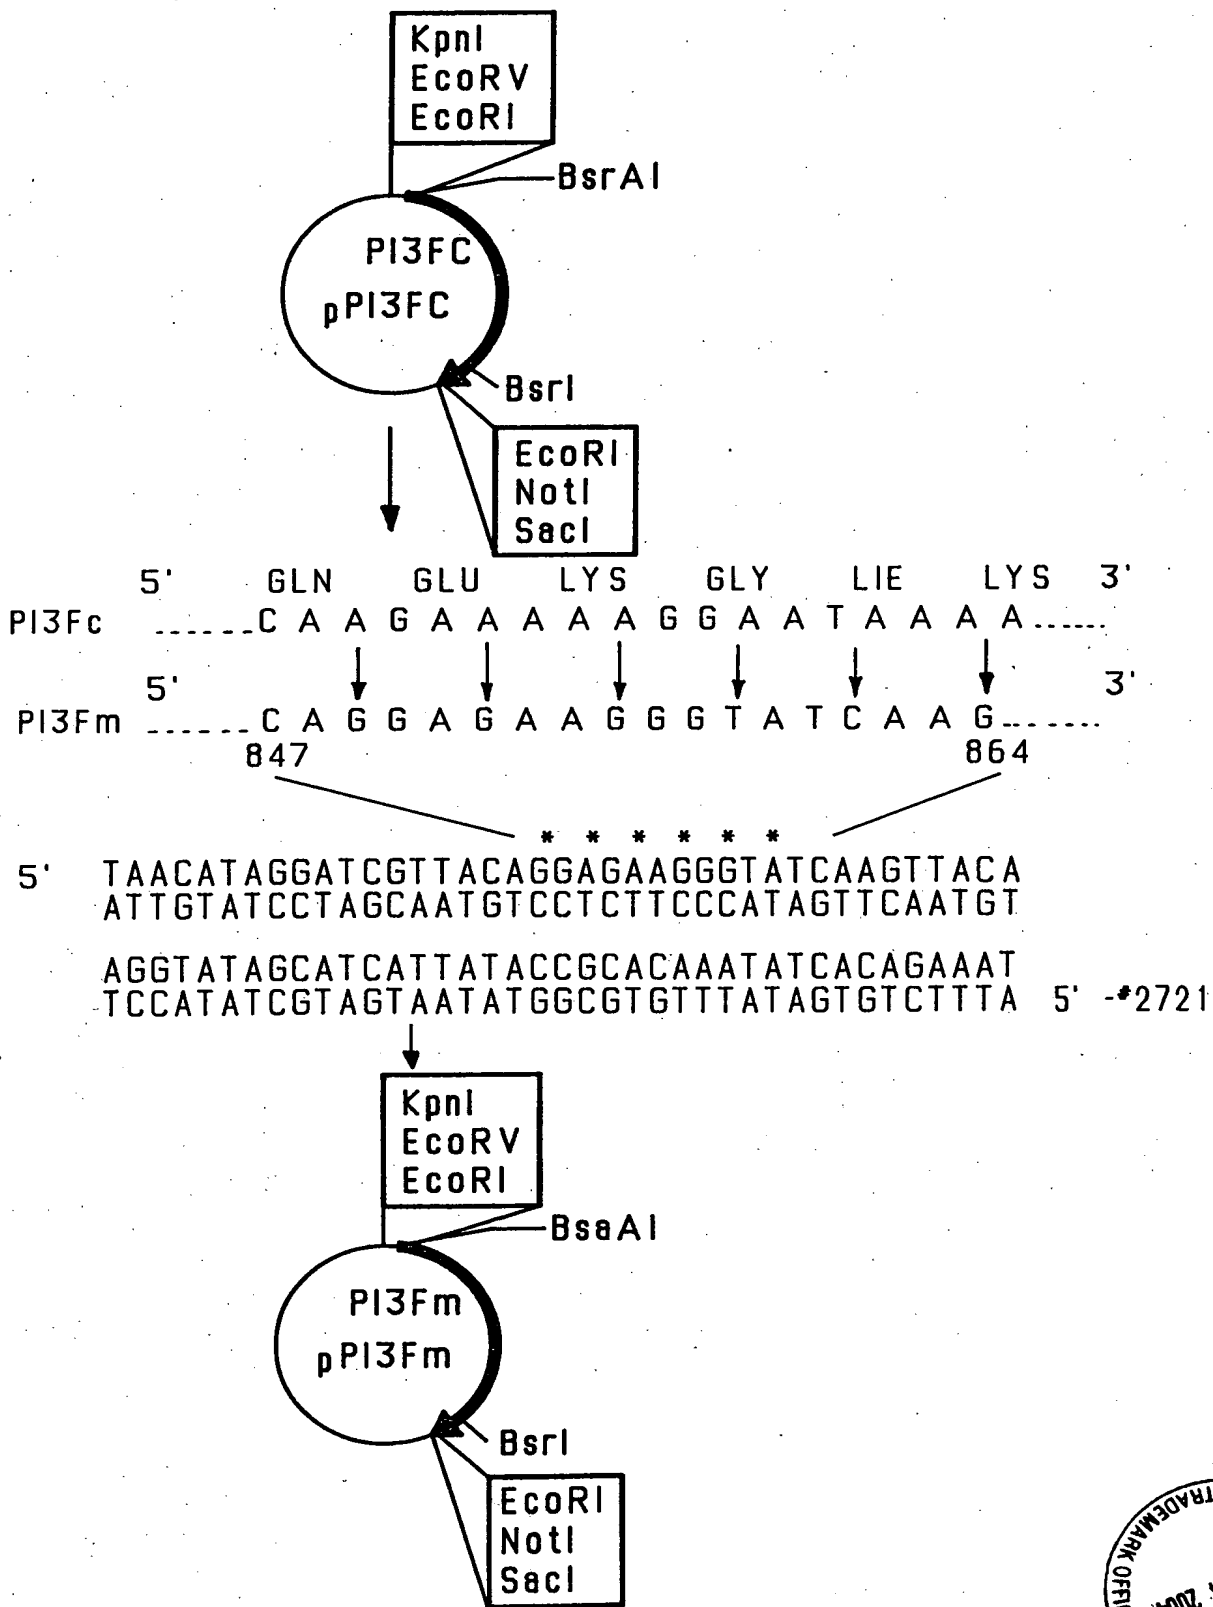 KpnI
EcoRV
EcoRI
BsrAI
PI3FC
pPI3FC
BsrI
EcoRI
NotI
SacI
5' GLN GLU LYS GLY LIE LYS 3'
PI3Fc ......C A A G A A A A A G G A A T A A A A......
5' 3'
PI3Fm ......C A G G A G A A G G G T A T C A A G......
847 864
* * * * * *
5' TAACATAGGATCGTTACAGGAGAAGGGTATCAAGTTACA
ATTGTATCCTAGCAATGTCCTCTTCCCATAGTTCAATGT
AGGTATAGCATCATTATACCGCACAAATATCACAGAAAT
TCCATATCGTAGTAATATGGCGTGTTTATAGTGTCTTTA 5' -#2721
KpnI
EcoRV
EcoRI
BsaAI
PI3Fm
pPI3Fm
BsrI
EcoRI
NotI
SacI
TRADEMARK